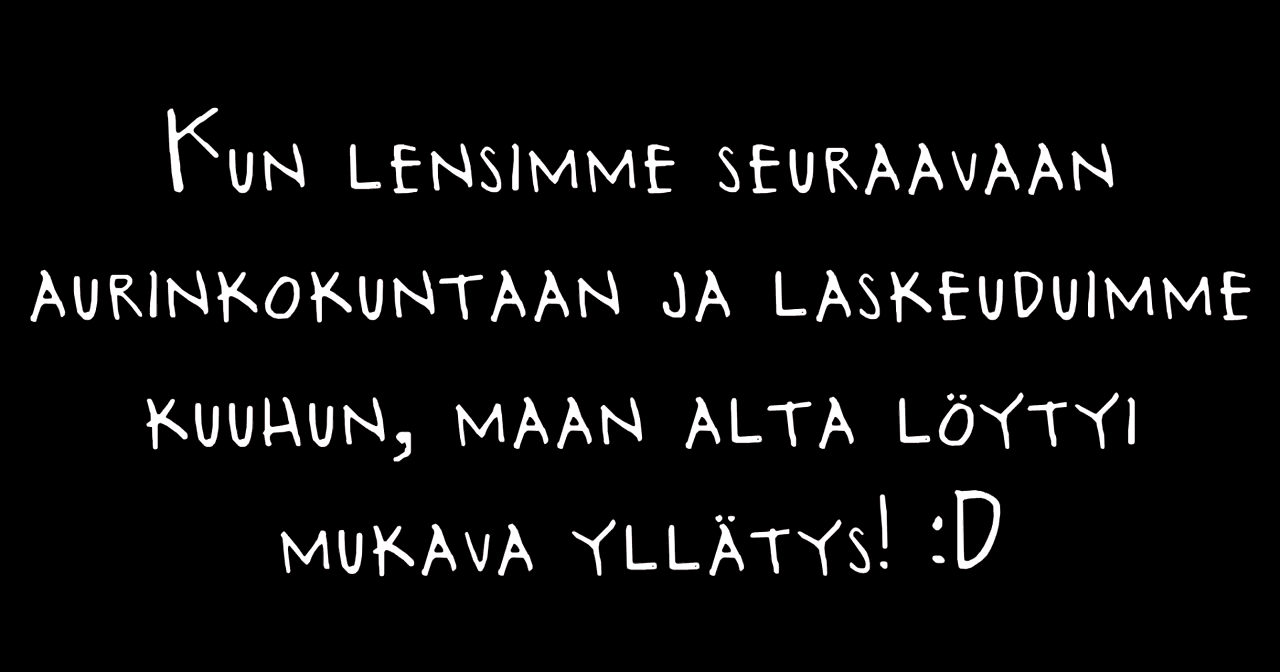 Kun lensimme seuraavaan
aurinkokuntaan ja laskeuduimme
kuuhun, maan alta löytyi
mukava yllätys! :D